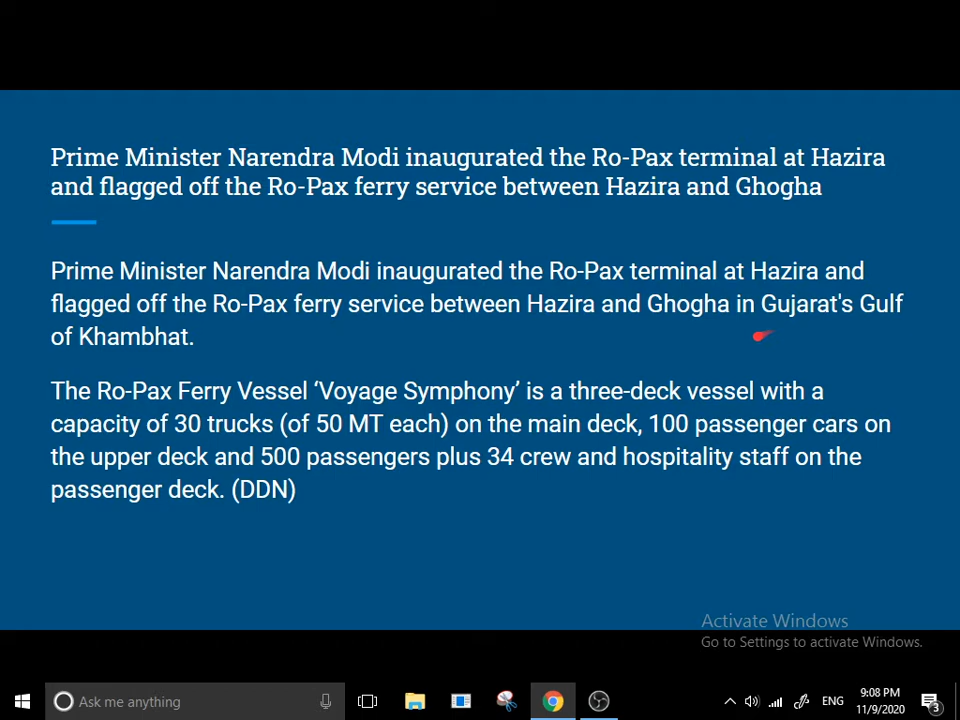 Prime Minister Narendra Modi inaugurated the Ro-Pax terminal at Hazira
and flagged off the Ro-Pax ferry service between Hazira and Ghogha
Prime Minister Narendra Modi inaugurated the Ro-Pax terminal at Hazira and
flagged off the Ro-Pax ferry service between Hazira and Ghogha in Gujarat's Gulf
of Khambhat.
The Ro-Pax Ferry Vessel ‘Voyage Symphony’ is a three-deck vessel with a
capacity of 30 trucks (of 50 MT each) on the main deck, 100 passenger cars on
the upper deck and 500 passengers plus 34 crew and hospitality staff on the
passenger deck. (DDN)
Activate Windows
Go to Settings to activate Windows.
Ask me anything
ENG
9:08 PM
11/9/2020
3